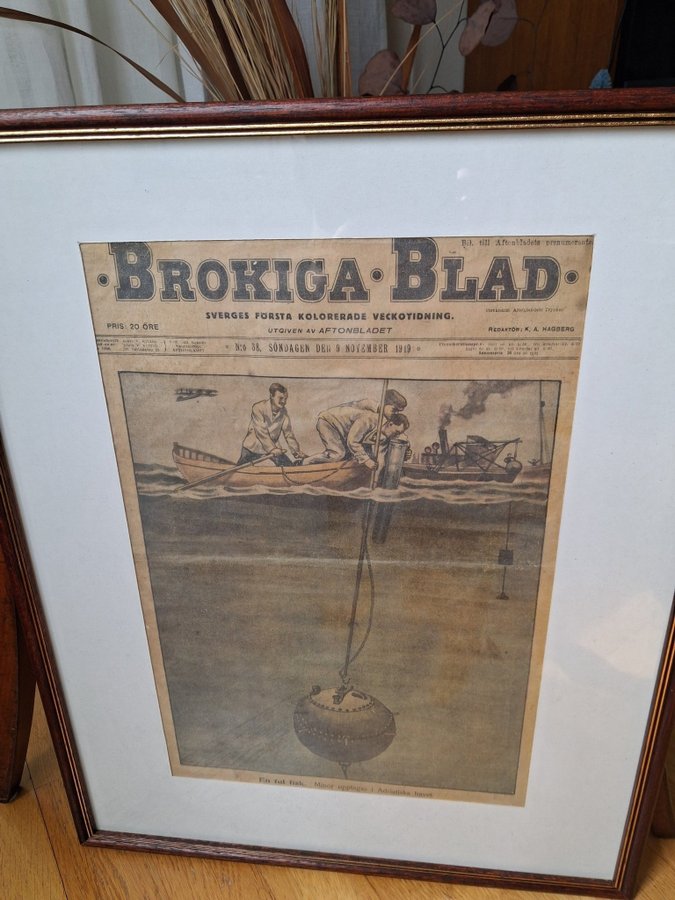 Bil. till Aftonbladets prenumeranter
·BROKIGA·BLAD·
SVERGES FÖRSTA KOLORERADE VECKOTIDNING.
PRIS: 20 ÖRE
UTGIVEN AV AFTONBLADET
REDAKTÖR: K. A. HAGBERG
N:o 38. SÖNDAGEN DEN 9 NOVEMBER 1919
En ful fisk. Minor upptagas i Adriatiska havet